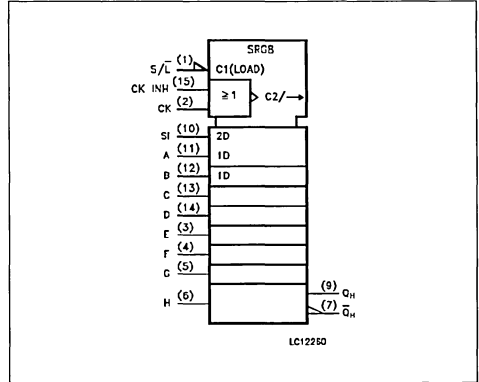 SRG8
S/L̅ (1) C1(LOAD)
CK INH (15) ≥1 C2/→
CK (2)
SI (10) 2D
A (11) 1D
B (12) 1D
C (13)
D (14)
E (3)
F (4)
G (5)
H (6)
(9) QH
(7) Q̅H
LC12260